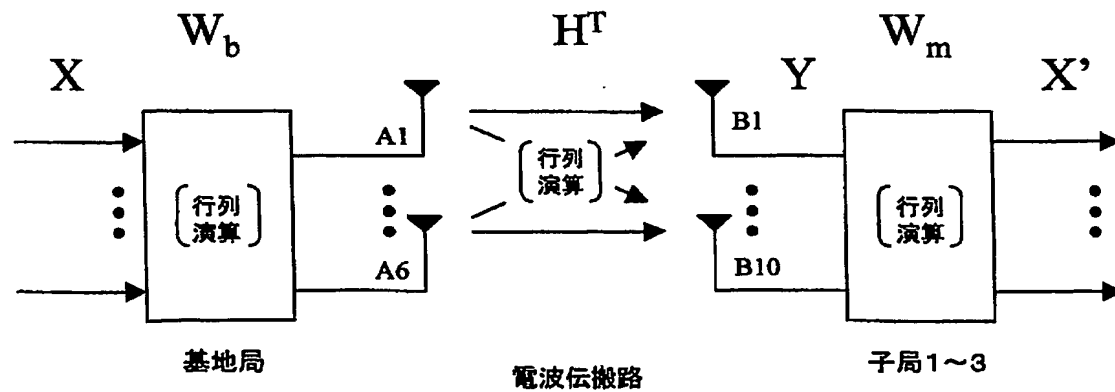 W_b
H^T
W_m
X
Y
X'
A1
B1
行列
演算
行列
演算
行列
演算
A6
B10
基地局
電波伝搬路
子局1～3